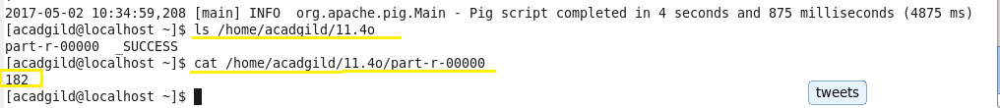 2017-05-02 10:34:59,208 [main] INFO  org.apache.pig.Main - Pig script completed in 4 seconds and 875 milliseconds (4875 ms)
[acadgild@localhost ~]$ ls /home/acadgild/11.4o
part-r-00000  _SUCCESS
[acadgild@localhost ~]$ cat /home/acadgild/11.4o/part-r-00000
182
[acadgild@localhost ~]$
tweets